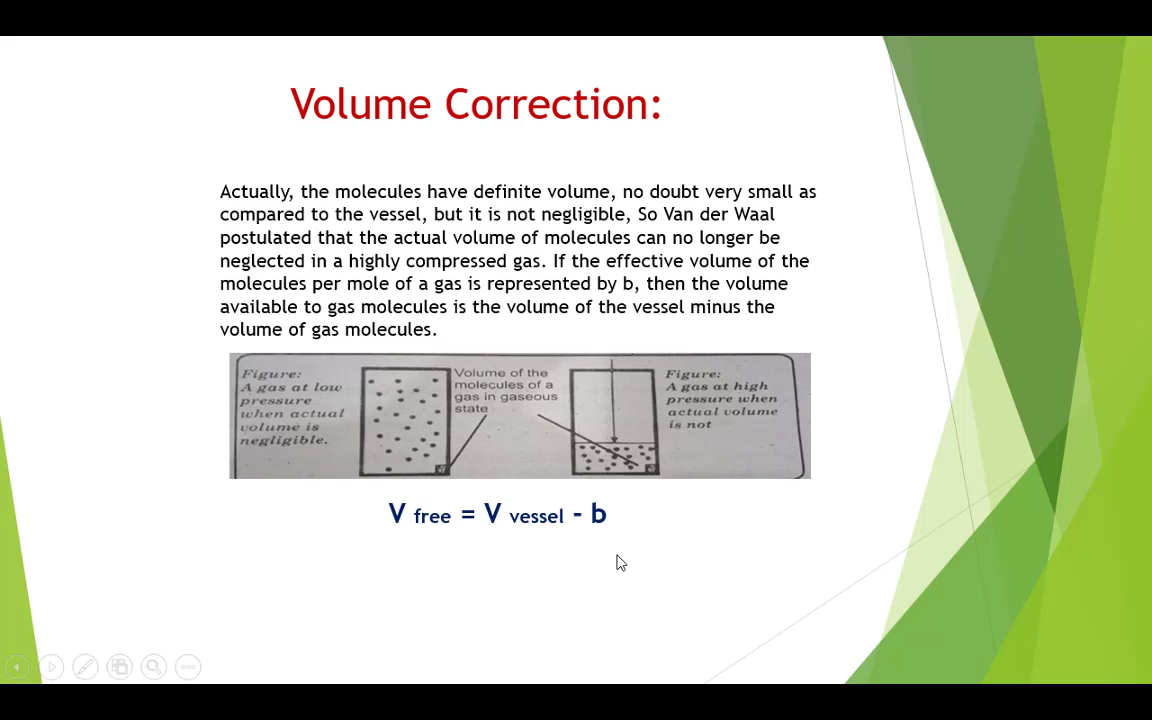 Volume Correction:
Actually, the molecules have definite volume, no doubt very small as
compared to the vessel, but it is not negligible, So Van der Waal
postulated that the actual volume of molecules can no longer be
neglected in a highly compressed gas. If the effective volume of the
molecules per mole of a gas is represented by b, then the volume
available to gas molecules is the volume of the vessel minus the
volume of gas molecules.
Figure:
A gas at low
pressure
when actual
volume is
negligible.
Volume of the
molecules of a
gas in gaseous
state
Figure:
A gas at high
pressure when
actual volume
is not
V free = V vessel - b